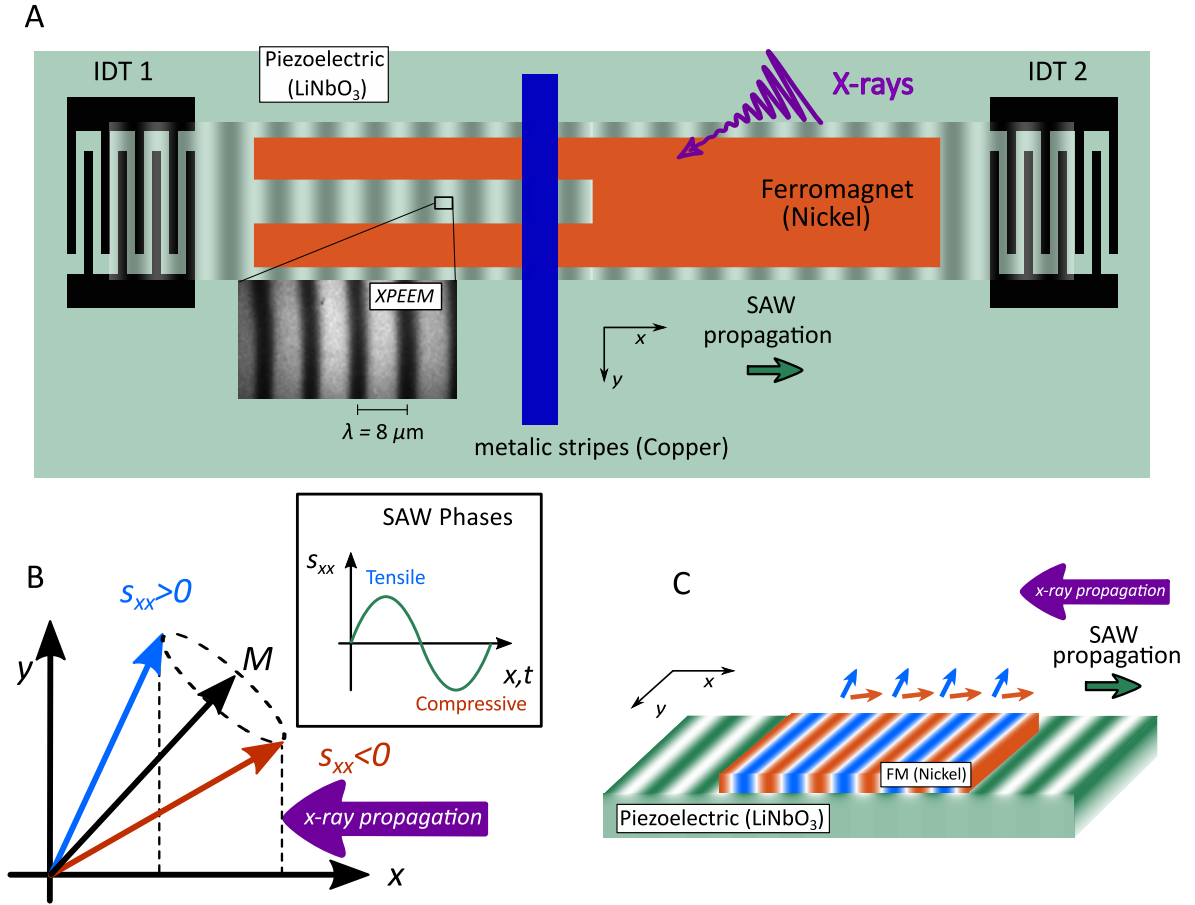 A
IDT 1
Piezoelectric
(LiNbO3)
X-rays
IDT 2
Ferromagnet
(Nickel)
XPEEM
SAW
propagation
x
y
λ = 8 µm
metalic stripes (Copper)
B
sxx>0
M
y
sxx<0
x-ray propagation
x
SAW Phases
sxx
Tensile
x,t
Compressive
C
x-ray propagation
SAW
propagation
x
y
FM (Nickel)
Piezoelectric (LiNbO3)